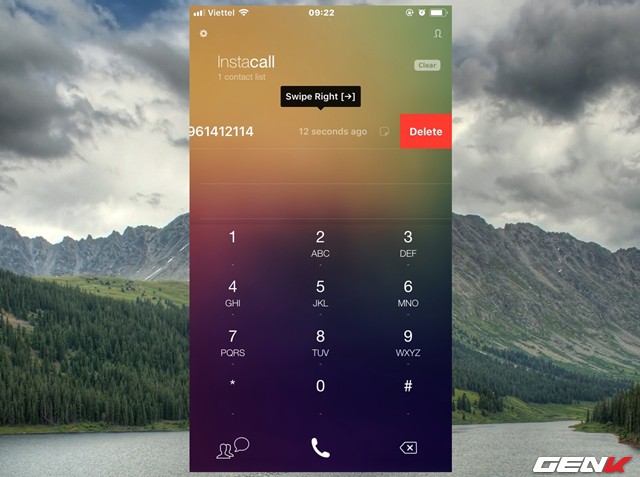 Viettel 09:22
Instacall
1 contact list
Clear
Swipe Right [→]
961412114 12 seconds ago Delete
1 2 3
ABC DEF
4 5 6
GHI JKL MNO
7 8 9
PQRS TUV WXYZ
* 0 #
GENK